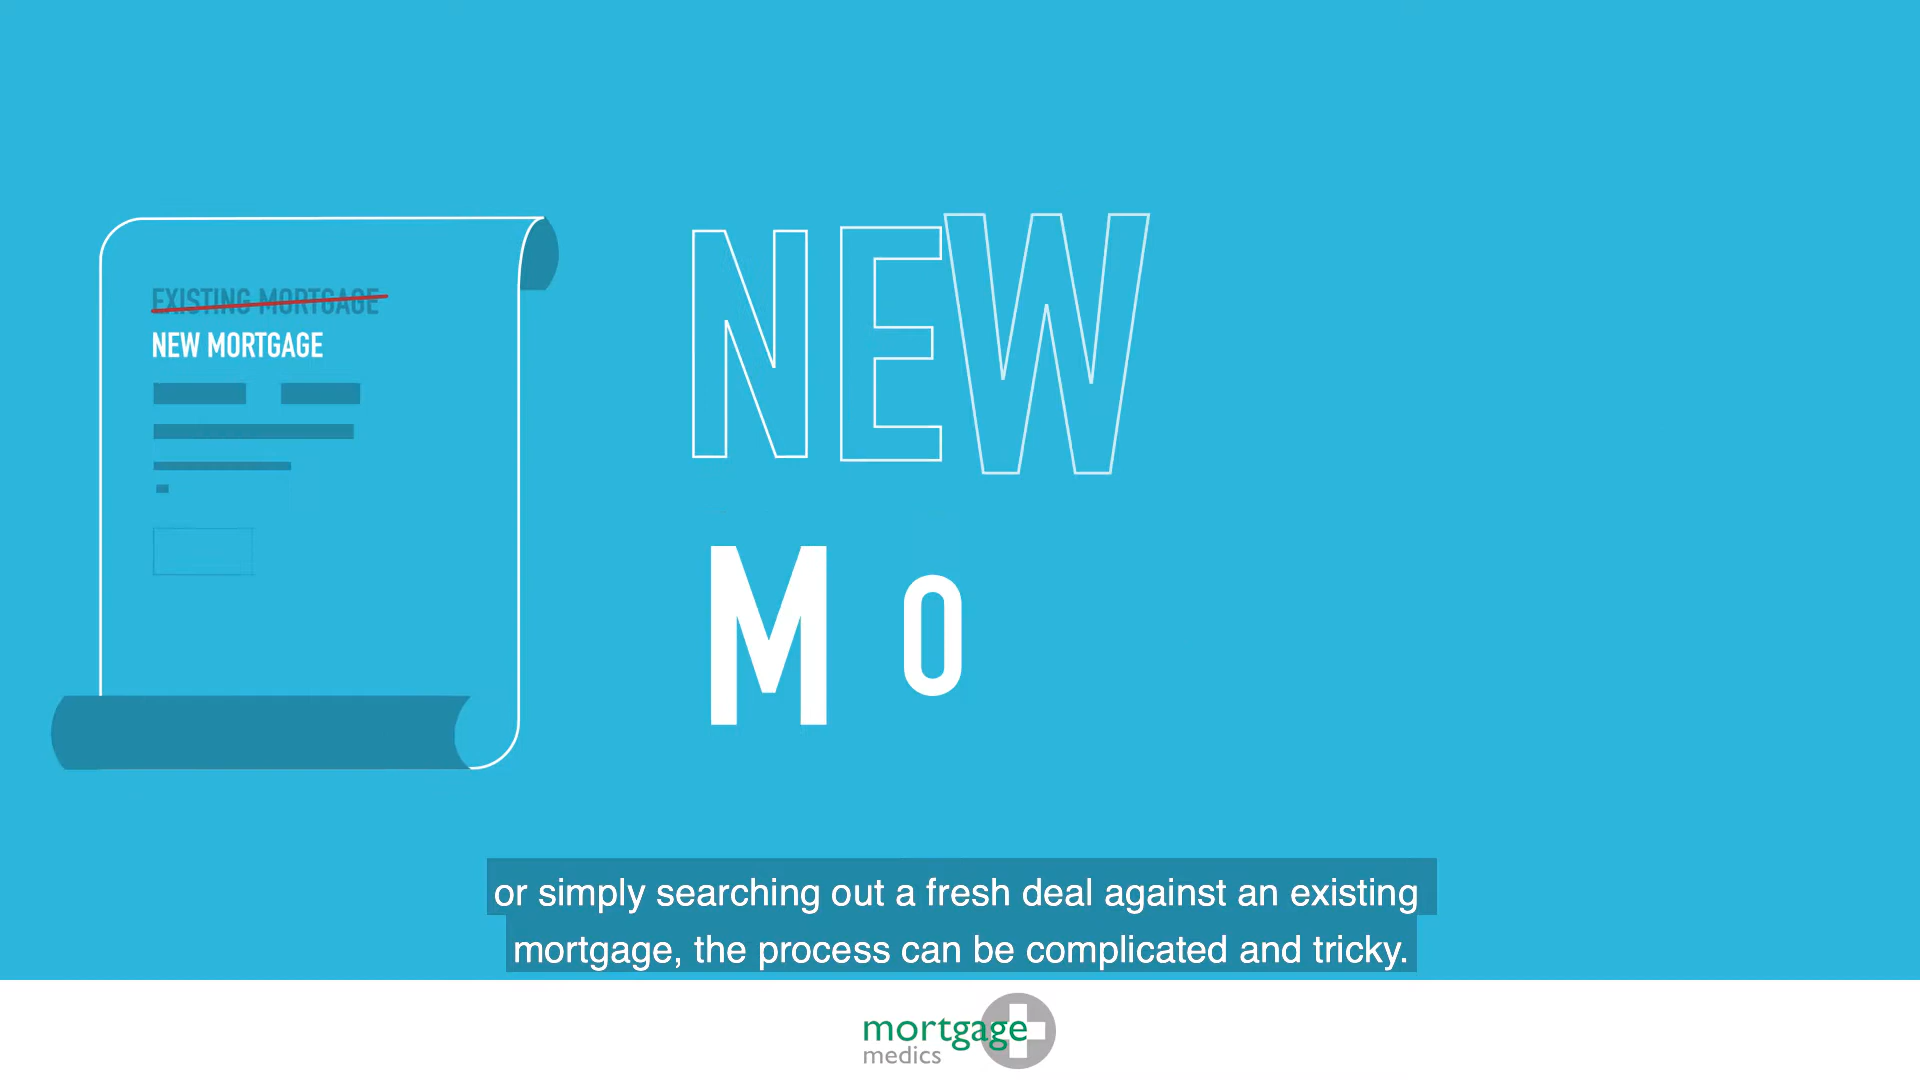 EXISTING MORTGAGE
NEW MORTGAGE
NEW
MO
or simply searching out a fresh deal against an existing
mortgage, the process can be complicated and tricky.
mortgage
medics